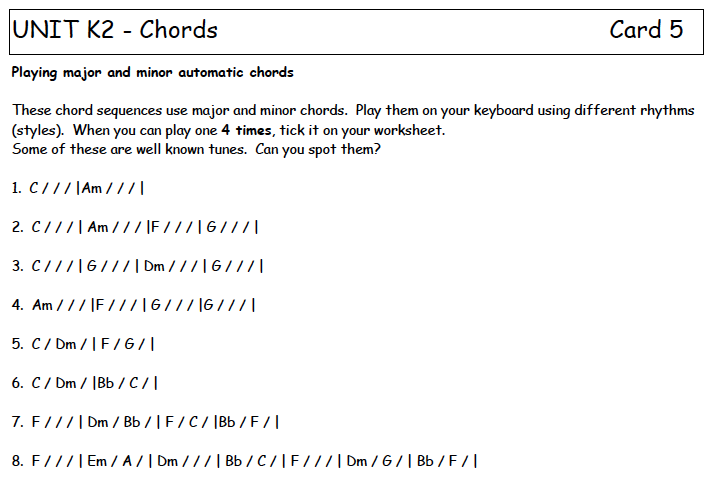 UNIT K2 - Chords Card 5
Playing major and minor automatic chords
These chord sequences use major and minor chords. Play them on your keyboard using different rhythms
(styles). When you can play one 4 times, tick it on your worksheet.
Some of these are well known tunes. Can you spot them?
1. C / / / |Am / / / |
2. C / / / | Am / / / |F / / / | G / / / |
3. C / / / | G / / / | Dm / / / | G / / / |
4. Am / / / |F / / / | G / / / |G / / / |
5. C / Dm / | F / G / |
6. C / Dm / |Bb / C / |
7. F / / / | Dm / Bb / | F / C / |Bb / F / |
8. F / / / | Em / A / | Dm / / / | Bb / C / | F / / / | Dm / G / | Bb / F / |